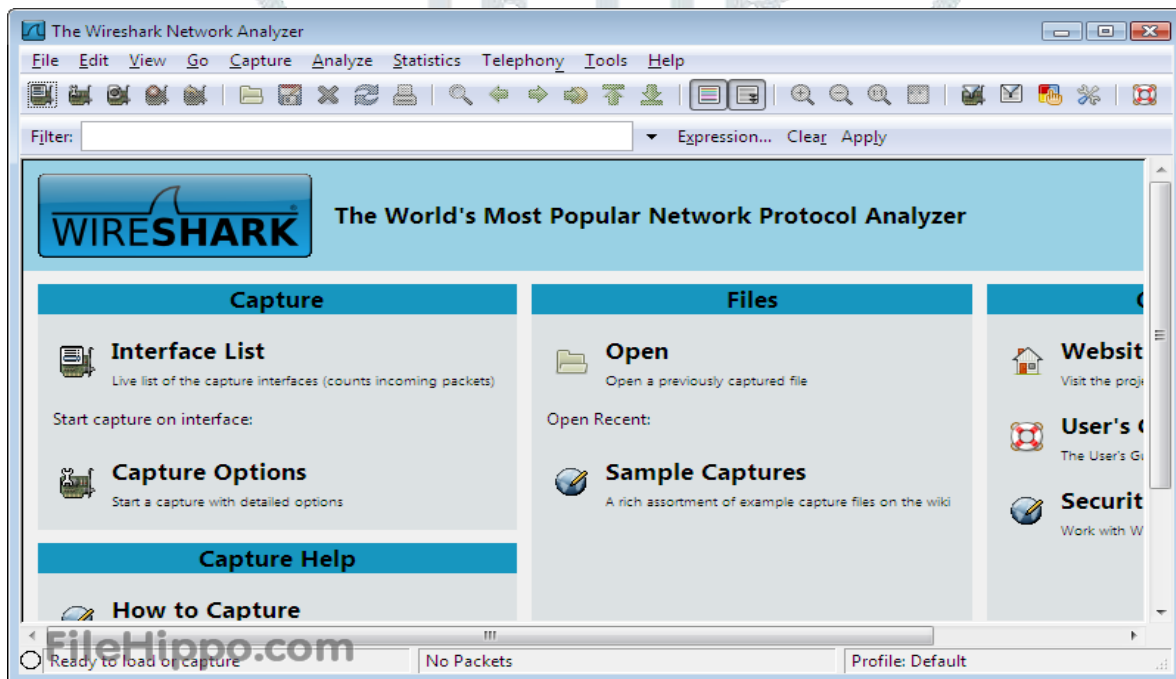 The Wireshark Network Analyzer
File Edit View Go Capture Analyze Statistics Telephony Tools Help
Filter: Expression... Clear Apply
WIRESHARK
The World's Most Popular Network Protocol Analyzer
Capture
Interface List
Live list of the capture interfaces (counts incoming packets)
Start capture on interface:
Capture Options
Start a capture with detailed options
Capture Help
How to Capture
Files
Open
Open a previously captured file
Open Recent:
Sample Captures
A rich assortment of example capture files on the wiki
Websit
Visit the proje
User's
The User's Gu
Securit
Work with W
FileHippo.com
Ready to load or capture No Packets Profile: Default